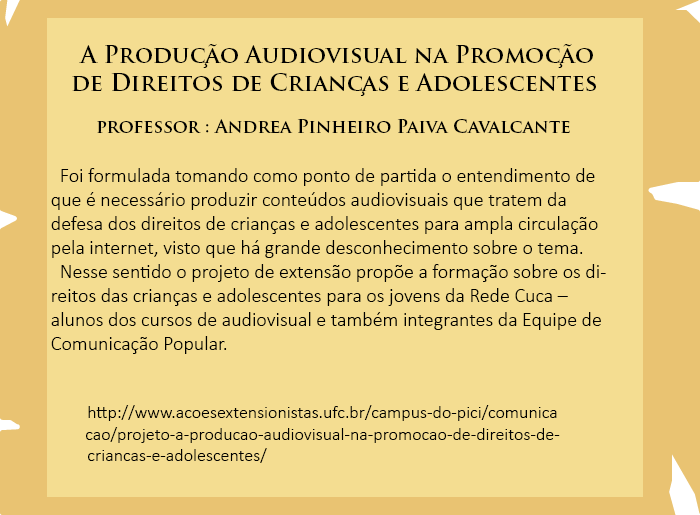 A Produção Audiovisual na Promoção
de Direitos de Crianças e Adolescentes
professor : Andrea Pinheiro Paiva Cavalcante
Foi formulada tomando como ponto de partida o entendimento de
que é necessário produzir conteúdos audiovisuais que tratem da
defesa dos direitos de crianças e adolescentes para ampla circulação
pela internet, visto que há grande desconhecimento sobre o tema.
Nesse sentido o projeto de extensão propõe a formação sobre os di-
reitos das crianças e adolescentes para os jovens da Rede Cuca –
alunos dos cursos de audiovisual e também integrantes da Equipe de
Comunicação Popular.
http://www.acoesextensionistas.ufc.br/campus-do-pici/comunica
cao/projeto-a-producao-audiovisual-na-promocao-de-direitos-de-
criancas-e-adolescentes/